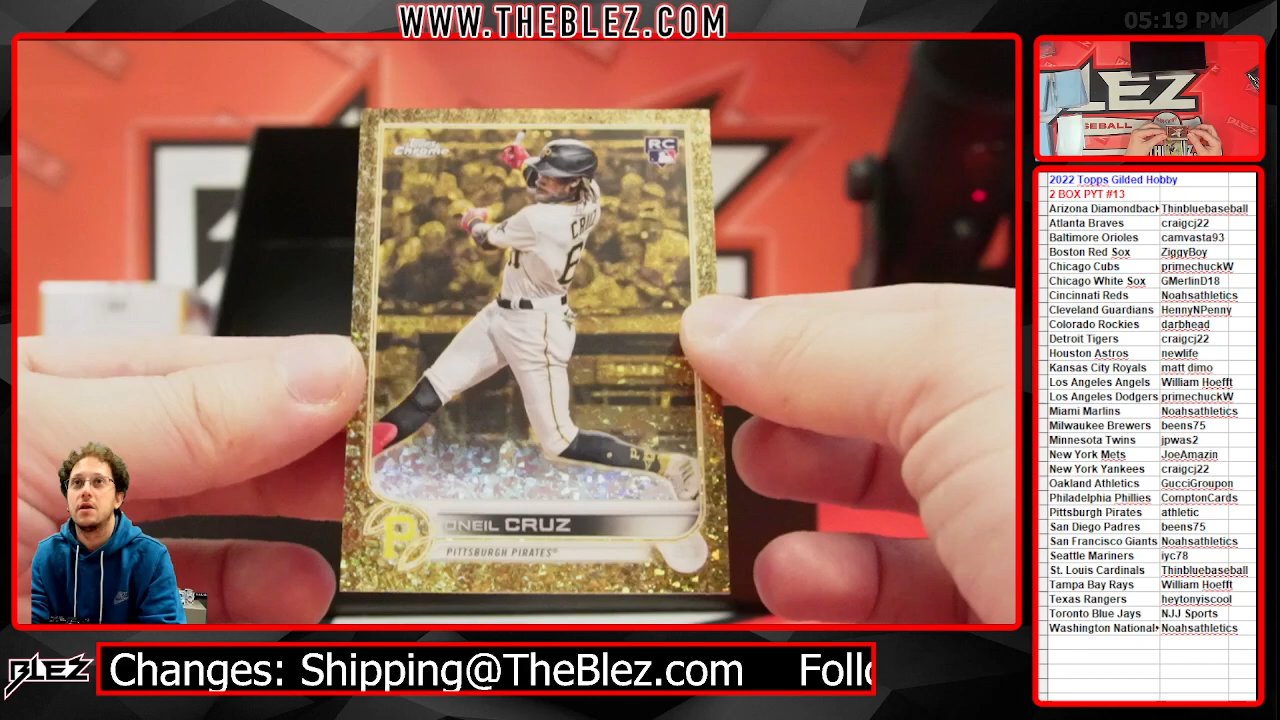 WWW.THEBLEZ.COM
05:19 PM
Topps
Chrome
RC
CRUZ
ONEIL CRUZ
PITTSBURGH PIRATES
P
LEZ
SEBALL
2022 Topps Gilded Hobby
2 BOX PYT #13
Arizona Diamondbac Thinbluebaseball
Atlanta Braves craigcj22
Baltimore Orioles camvasta93
Boston Red Sox ZiggyBoy
Chicago Cubs primechuckW
Chicago White Sox GMerlinD18
Cincinnati Reds Noahsathletics
Cleveland Guardians HennyNPenny
Colorado Rockies darbhead
Detroit Tigers craigcj22
Houston Astros newlife
Kansas City Royals matt dimo
Los Angeles Angels William Hoefft
Los Angeles Dodgers primechuckW
Miami Marlins Noahsathletics
Milwaukee Brewers beens75
Minnesota Twins jpwas2
New York Mets JoeAmazin
New York Yankees craigcj22
Oakland Athletics GucciGroupon
Philadelphia Phillies ComptonCards
Pittsburgh Pirates athletic
San Diego Padres beens75
San Francisco Giants Noahsathletics
Seattle Mariners iyc78
St. Louis Cardinals Thinbluebaseball
Tampa Bay Rays William Hoefft
Texas Rangers heytonyiscool
Toronto Blue Jays NJJ Sports
Washington National Noahsathletics
BLEZ
Changes: Shipping@TheBlez.com Follo